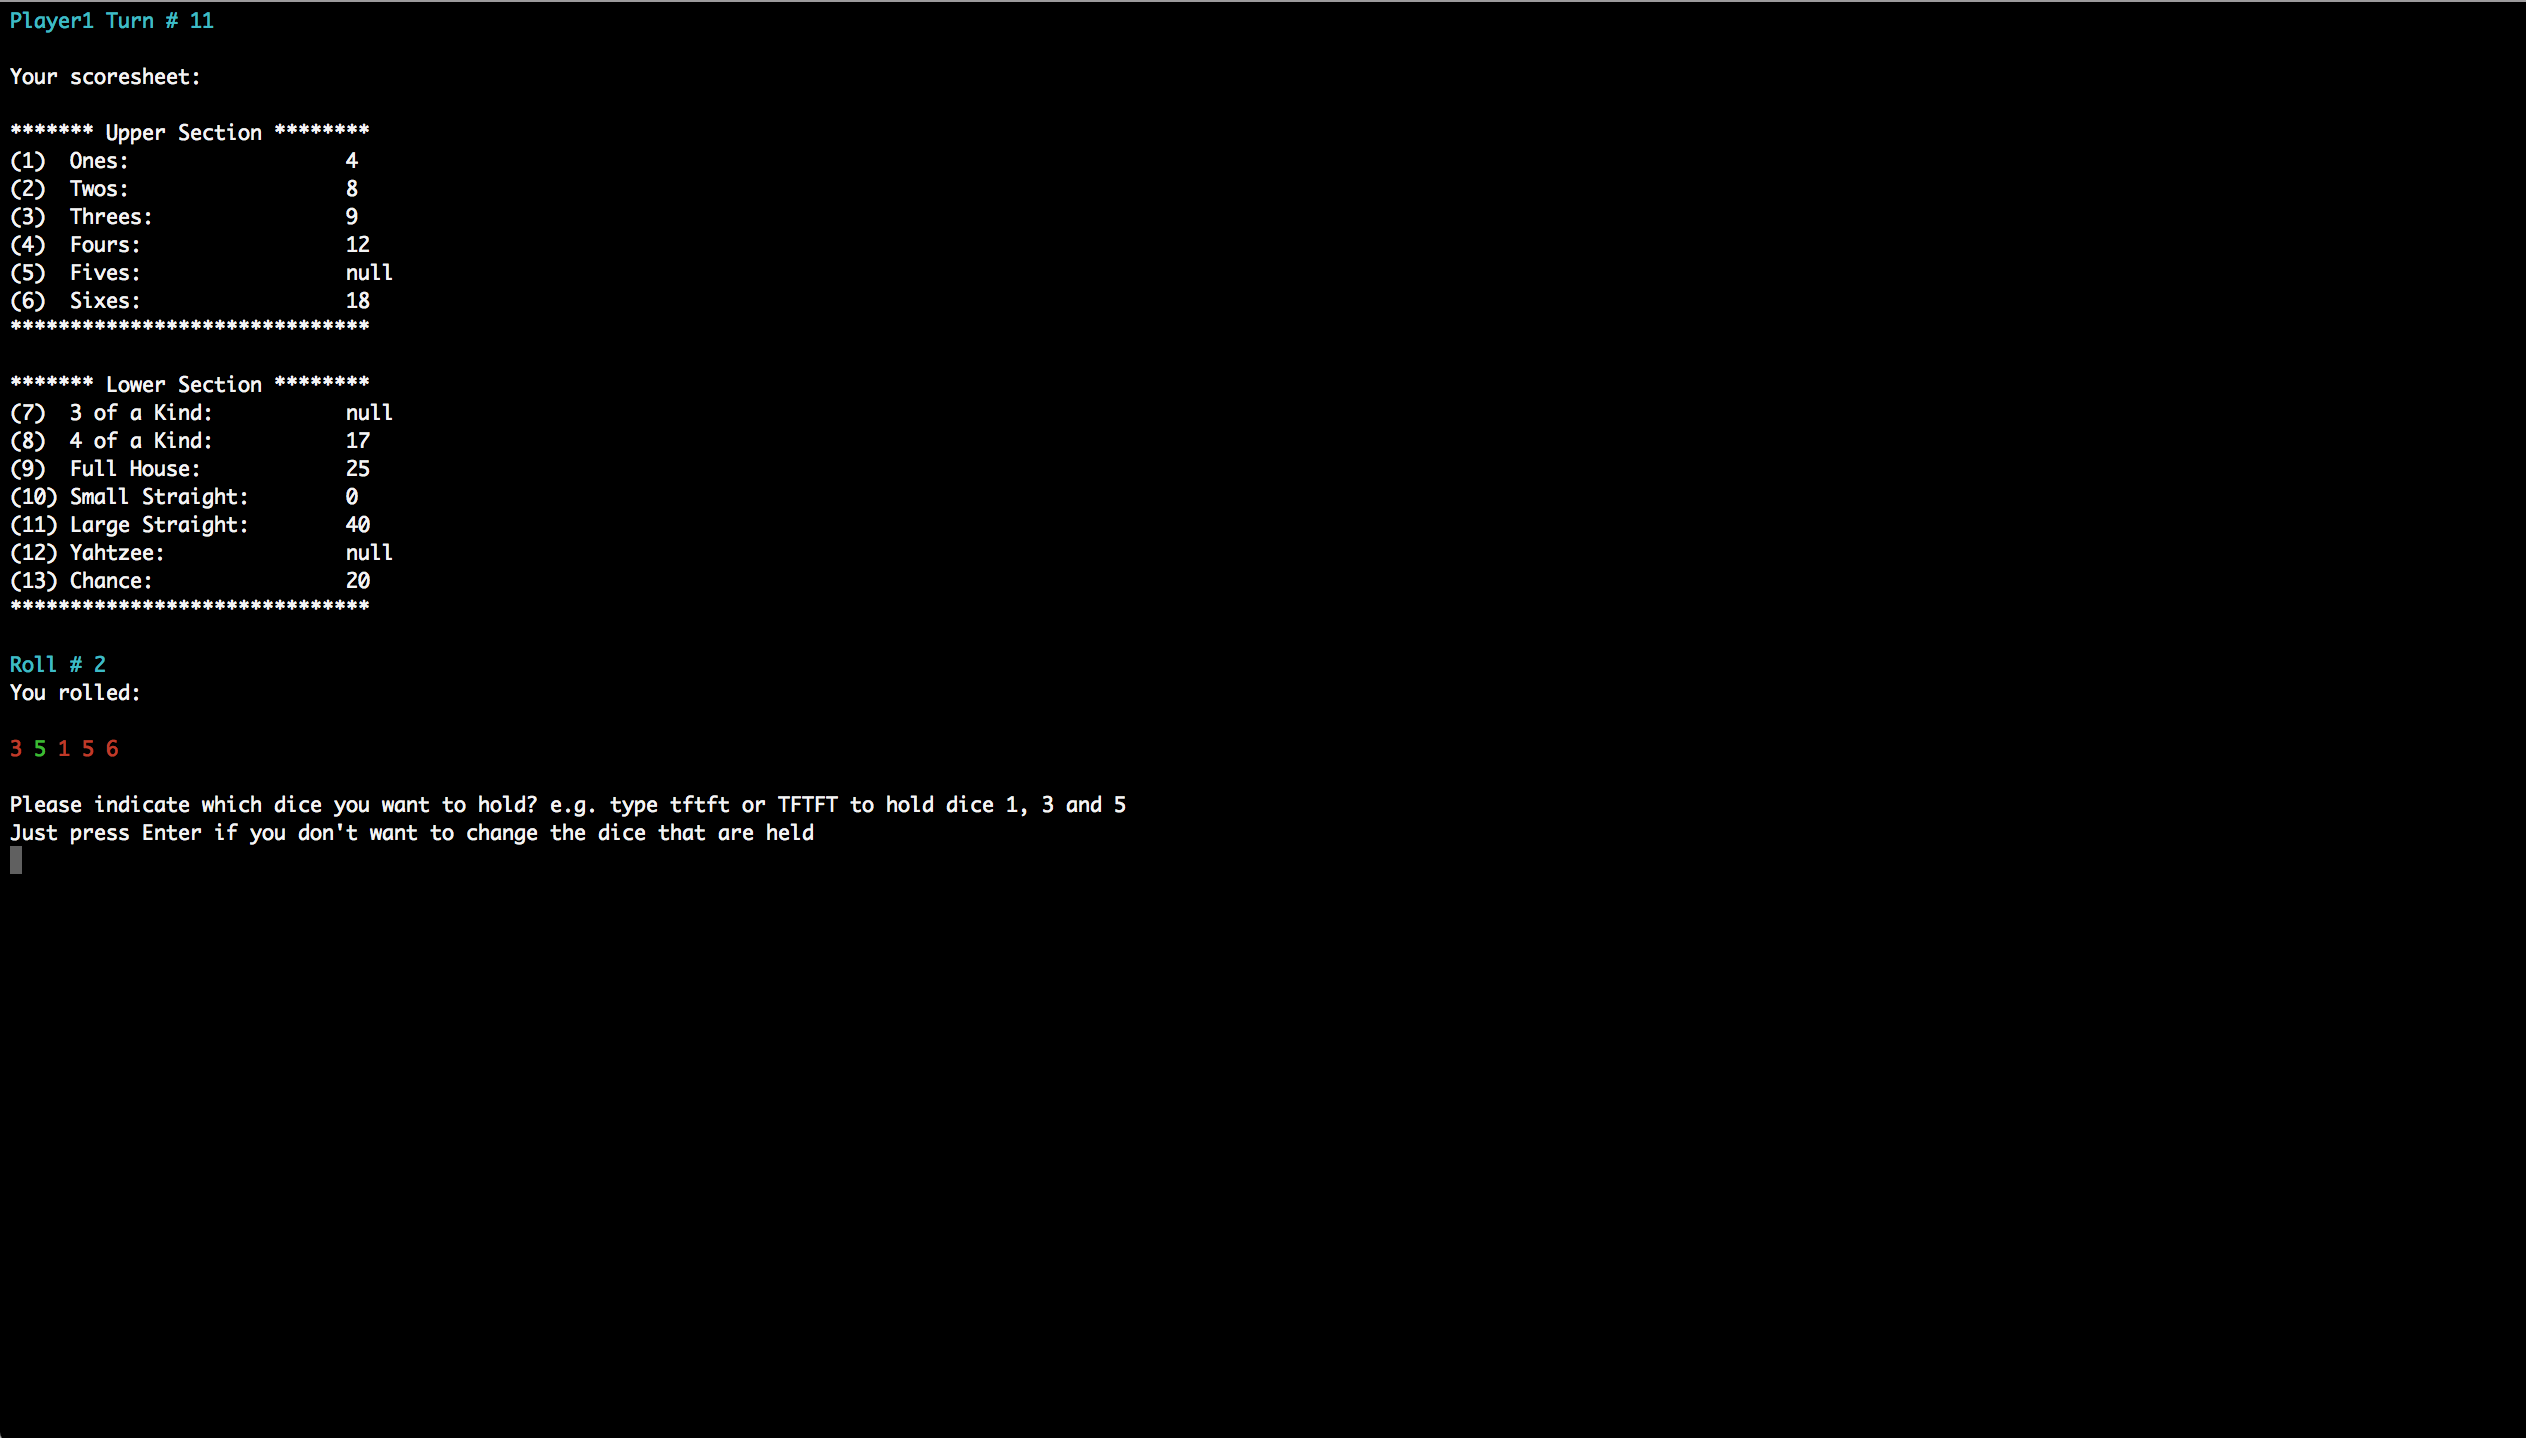 Player1 Turn # 11
Your scoresheet:
******* Upper Section ********
(1)  Ones:                  4
(2)  Twos:                  8
(3)  Threes:                9
(4)  Fours:                 12
(5)  Fives:                 null
(6)  Sixes:                 18
******************************
******* Lower Section ********
(7)  3 of a Kind:           null
(8)  4 of a Kind:           17
(9)  Full House:            25
(10) Small Straight:        0
(11) Large Straight:        40
(12) Yahtzee:               null
(13) Chance:                20
******************************
Roll # 2
You rolled:
3 5 1 5 6
Please indicate which dice you want to hold? e.g. type tftft or TFTFT to hold dice 1, 3 and 5
Just press Enter if you don't want to change the dice that are held